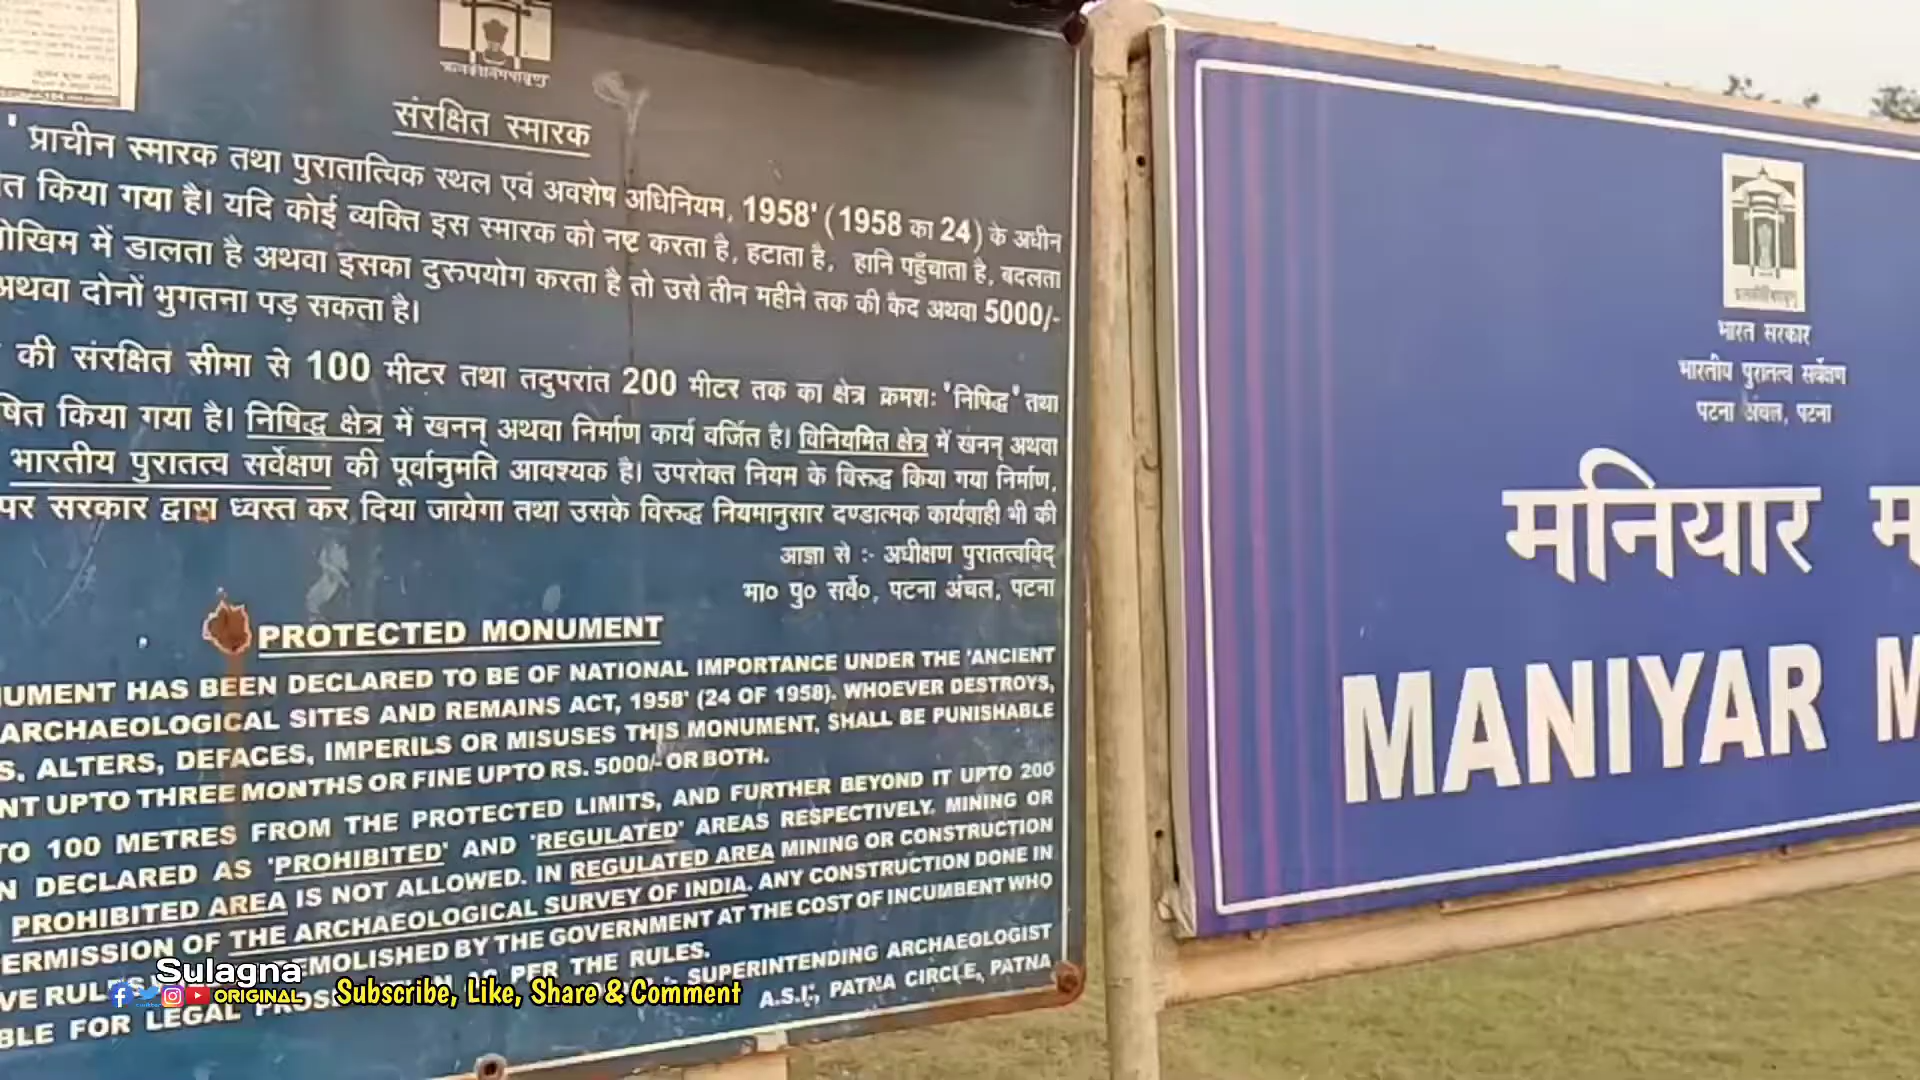 संरक्षित स्मारक
' प्राचीन स्मारक तथा पुरातात्विक स्थल एवं अवशेष अधिनियम, 1958' (1958 का 24) के अधीन
त किया गया है। यदि कोई व्यक्ति इस स्मारक को नष्ट करता है, हटाता है, हानि पहुँचाता है, बदलता
ोखिम में डालता है अथवा इसका दुरुपयोग करता है तो उसे तीन महीने तक की कैद अथवा 5000/-
अथवा दोनों भुगतना पड़ सकता है।
की संरक्षित सीमा से 100 मीटर तथा तदुपरांत 200 मीटर तक का क्षेत्र क्रमशः 'निषिद्ध' तथा
षित किया गया है। निषिद्ध क्षेत्र में खनन् अथवा निर्माण कार्य वर्जित है। विनियमित क्षेत्र में खनन् अथवा
भारतीय पुरातत्व सर्वेक्षण की पूर्वानुमति आवश्यक है। उपरोक्त नियम के विरुद्ध किया गया निर्माण,
पर सरकार द्वारा ध्वस्त कर दिया जायेगा तथा उसके विरुद्ध नियमानुसार दण्डात्मक कार्यवाही भी की
आज्ञा से :- अधीक्षण पुरातत्वविद्
भा० पु० सर्वे०, पटना अंचल, पटना
PROTECTED MONUMENT
NUMENT HAS BEEN DECLARED TO BE OF NATIONAL IMPORTANCE UNDER THE 'ANCIENT
ARCHAEOLOGICAL SITES AND REMAINS ACT, 1958' (24 OF 1958). WHOEVER DESTROYS,
S, ALTERS, DEFACES, IMPERILS OR MISUSES THIS MONUMENT, SHALL BE PUNISHABLE
NT UPTO THREE MONTHS OR FINE UPTO RS. 5000/- OR BOTH.
TO 100 METRES FROM THE PROTECTED LIMITS, AND FURTHER BEYOND IT UPTO 200
N DECLARED AS 'PROHIBITED' AND 'REGULATED' AREAS RESPECTIVELY. MINING OR
PROHIBITED AREA IS NOT ALLOWED. IN REGULATED AREA MINING OR CONSTRUCTION
ERMISSION OF THE ARCHAEOLOGICAL SURVEY OF INDIA. ANY CONSTRUCTION DONE IN
VE RULES EMOLISHED BY THE GOVERNMENT AT THE COST OF INCUMBENT WHO
BLE FOR LEGAL PROSE AS PER THE RULES.
SUPERINTENDING ARCHAEOLOGIST
A.S.I., PATNA CIRCLE, PATNA
भारत सरकार
भारतीय पुरातत्व सर्वेक्षण
पटना अंचल, पटना
मनियार म
MANIYAR M
Sulagna
ORIGINAL
Subscribe, Like, Share & Comment